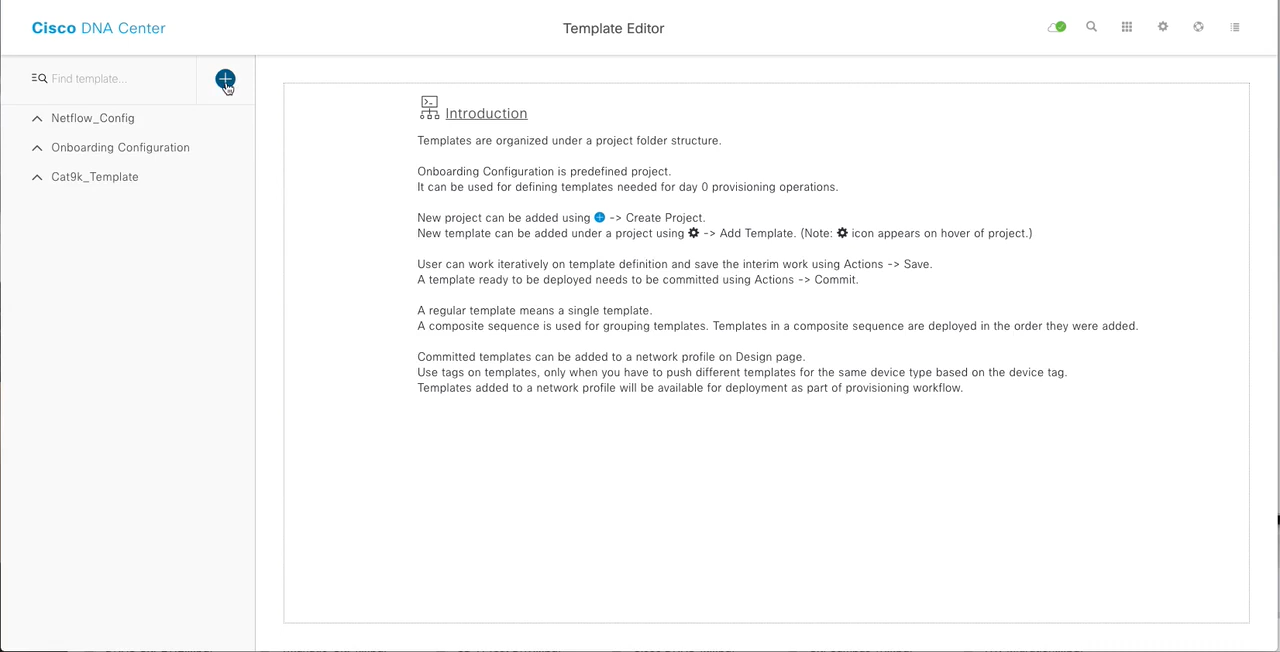 Cisco DNA Center
Template Editor
Find template...
Netflow_Config
Onboarding Configuration
Cat9k_Template
Introduction
Templates are organized under a project folder structure.
Onboarding Configuration is predefined project.
It can be used for defining templates needed for day 0 provisioning operations.
New project can be added using -> Create Project.
New template can be added under a project using -> Add Template. (Note: icon appears on hover of project.)
User can work iteratively on template definition and save the interim work using Actions -> Save.
A template ready to be deployed needs to be committed using Actions -> Commit.
A regular template means a single template.
A composite sequence is used for grouping templates. Templates in a composite sequence are deployed in the order they were added.
Committed templates can be added to a network profile on Design page.
Use tags on templates, only when you have to push different templates for the same device type based on the device tag.
Templates added to a network profile will be available for deployment as part of provisioning workflow.